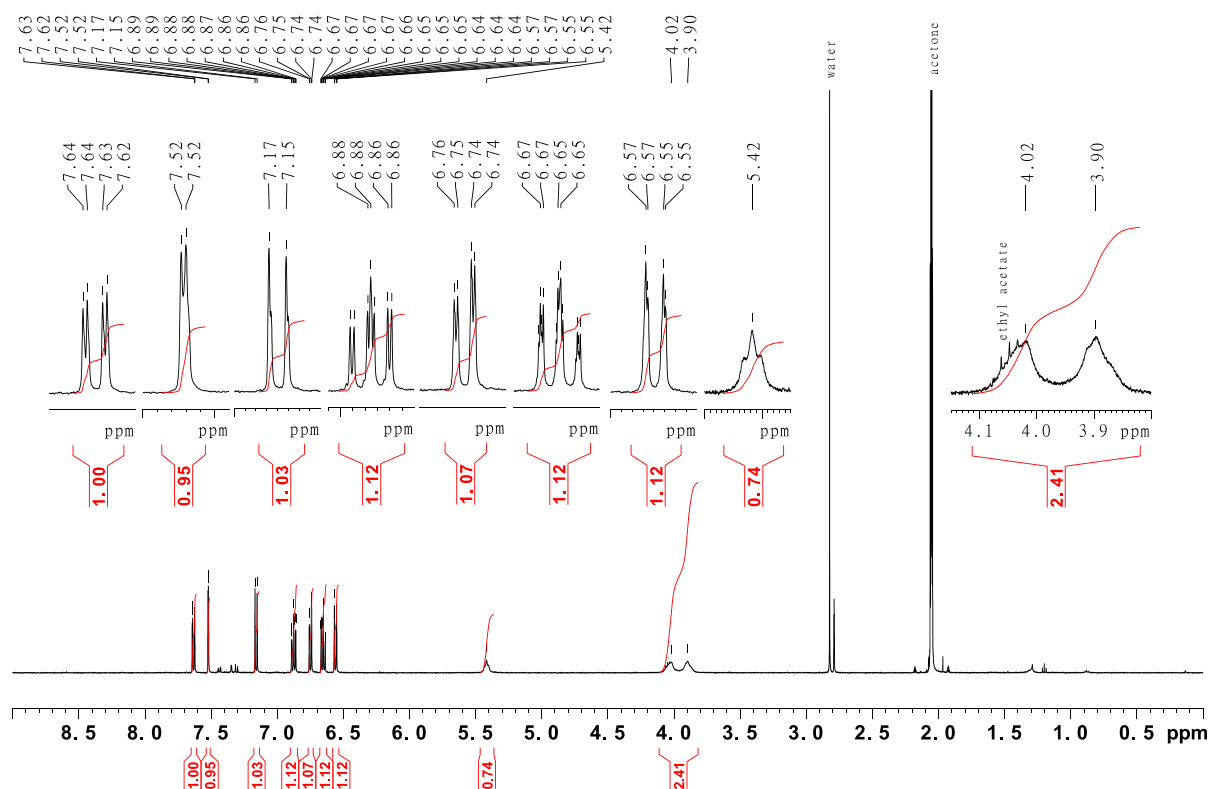 7.63 7.62 7.52 7.52 7.17 7.15 6.89 6.89 6.88 6.88 6.87 6.86 6.86 6.76 6.75 6.74 6.74 6.67 6.67 6.67 6.67 6.66 6.65 6.65 6.65 6.64 6.64 6.64 6.57 6.57 6.55 6.55 5.42 4.02 3.90
water
acetone
7.64 7.64 7.63 7.62
7.52 7.52
7.17 7.15
6.88 6.88 6.86 6.86
6.76 6.75 6.74 6.74
6.67 6.67 6.65 6.65
6.57 6.57 6.55 6.55
5.42
4.02 3.90
ethyl acetate
ppm ppm ppm ppm ppm ppm ppm ppm
4.1 4.0 3.9 ppm
1.00 0.95 1.03 1.12 1.07 1.12 1.12 0.74 2.41
8.5 8.0 7.5 7.0 6.5 6.0 5.5 5.0 4.5 4.0 3.5 3.0 2.5 2.0 1.5 1.0 0.5 ppm
1.00 0.95 1.03 1.12 1.07 1.12 1.12 0.74 2.41